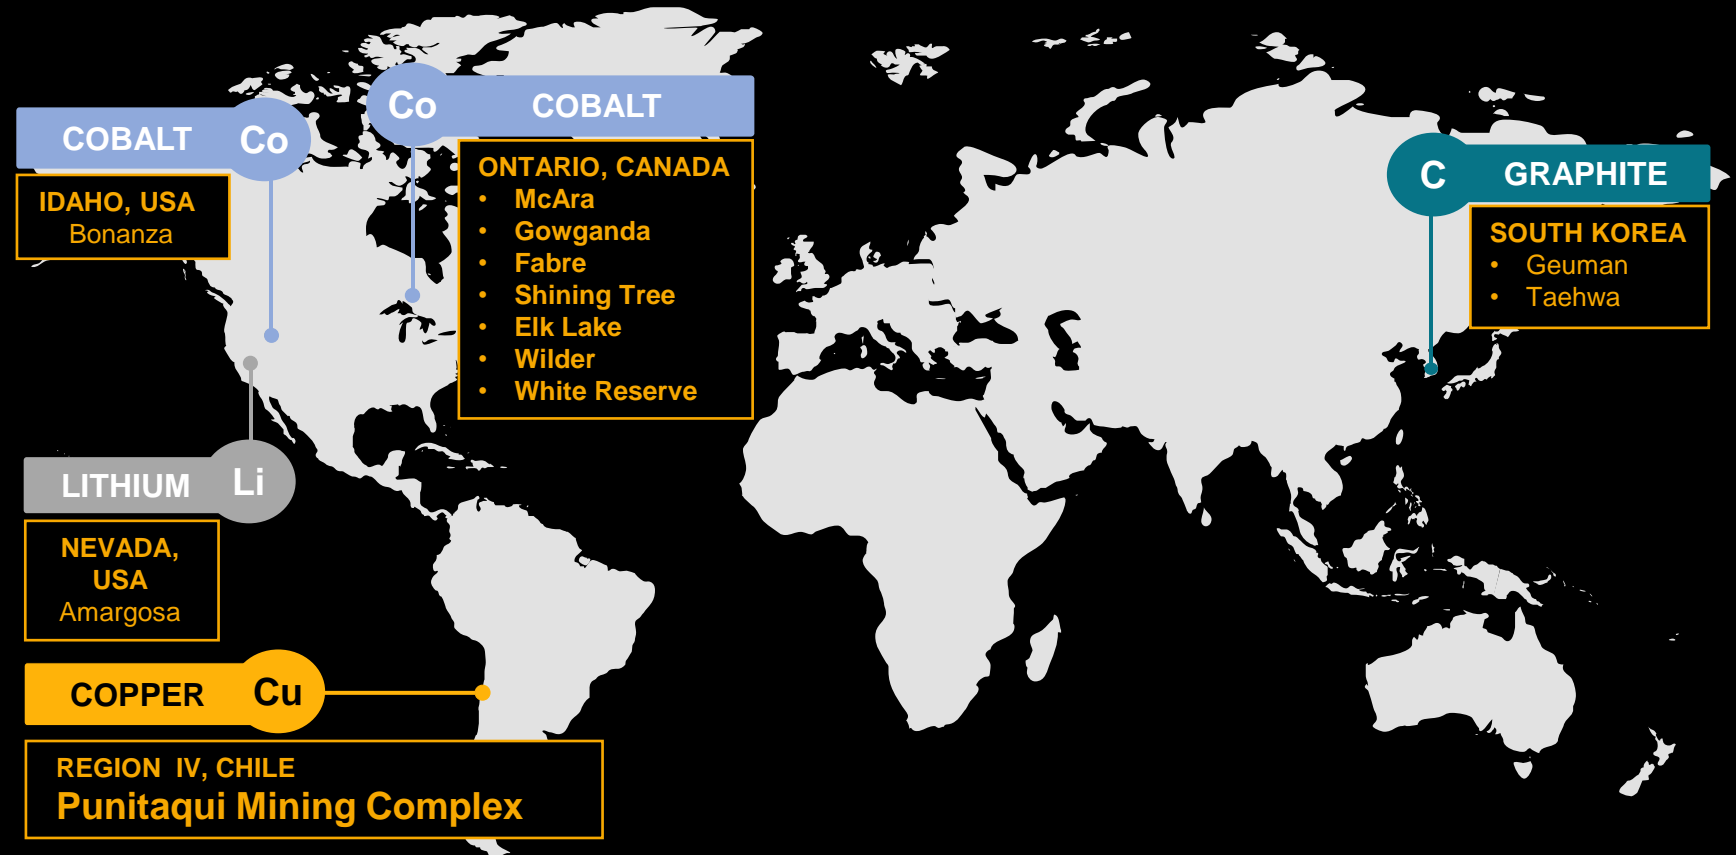 COBALT Co
IDAHO, USA
Bonanza
Co COBALT
ONTARIO, CANADA
• McAra
• Gowganda
• Fabre
• Shining Tree
• Elk Lake
• Wilder
• White Reserve
C GRAPHITE
SOUTH KOREA
• Geuman
• Taehwa
LITHIUM Li
NEVADA,
USA
Amargosa
COPPER Cu
REGION IV, CHILE
Punitaqui Mining Complex